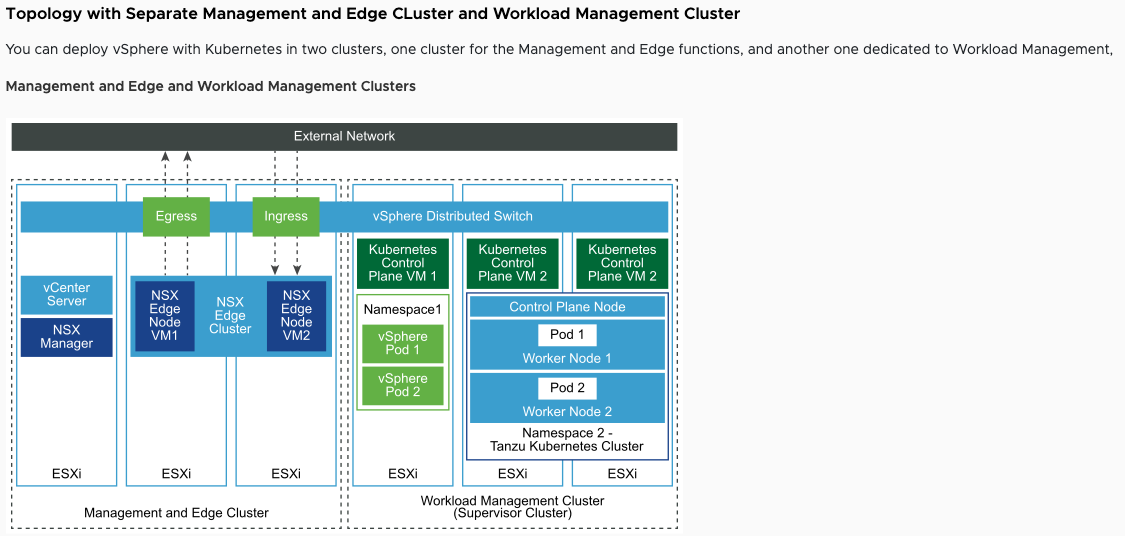 Topology with Separate Management and Edge CLuster and Workload Management Cluster
You can deploy vSphere with Kubernetes in two clusters, one cluster for the Management and Edge functions, and another one dedicated to Workload Management,
Management and Edge and Workload Management Clusters
External Network
Egress
Ingress
vSphere Distributed Switch
vCenter
Server
NSX
Manager
NSX
Edge
Node
VM1
NSX
Edge
Cluster
NSX
Edge
Node
VM2
ESXi
ESXi
ESXi
Management and Edge Cluster
Kubernetes
Control
Plane VM 1
Kubernetes
Control
Plane VM 2
Kubernetes
Control
Plane VM 2
Namespace1
vSphere
Pod 1
vSphere
Pod 2
Control Plane Node
Pod 1
Worker Node 1
Pod 2
Worker Node 2
Namespace 2 -
Tanzu Kubernetes Cluster
ESXi
ESXi
ESXi
Workload Management Cluster
(Supervisor Cluster)